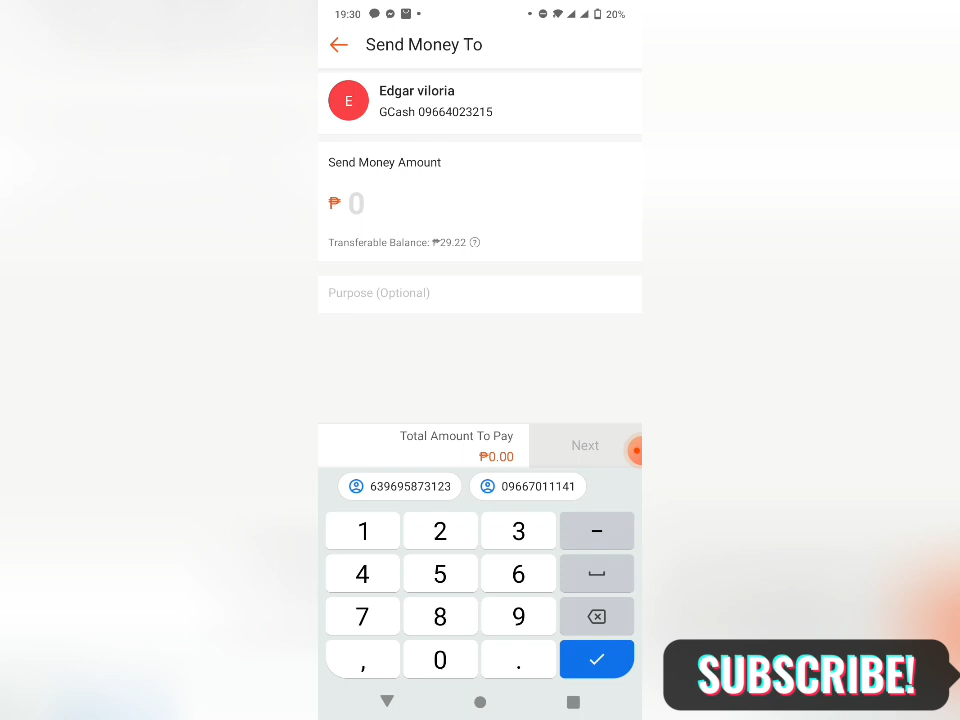 19:30
20%
Send Money To
E
Edgar viloria
GCash 09664023215
Send Money Amount
₱ 0
Transferable Balance: ₱29.22 ?
Purpose (Optional)
Total Amount To Pay
₱0.00
Next
639695873123
09667011141
1 2 3 −
4 5 6
7 8 9
, 0 .
SUBSCRIBE!